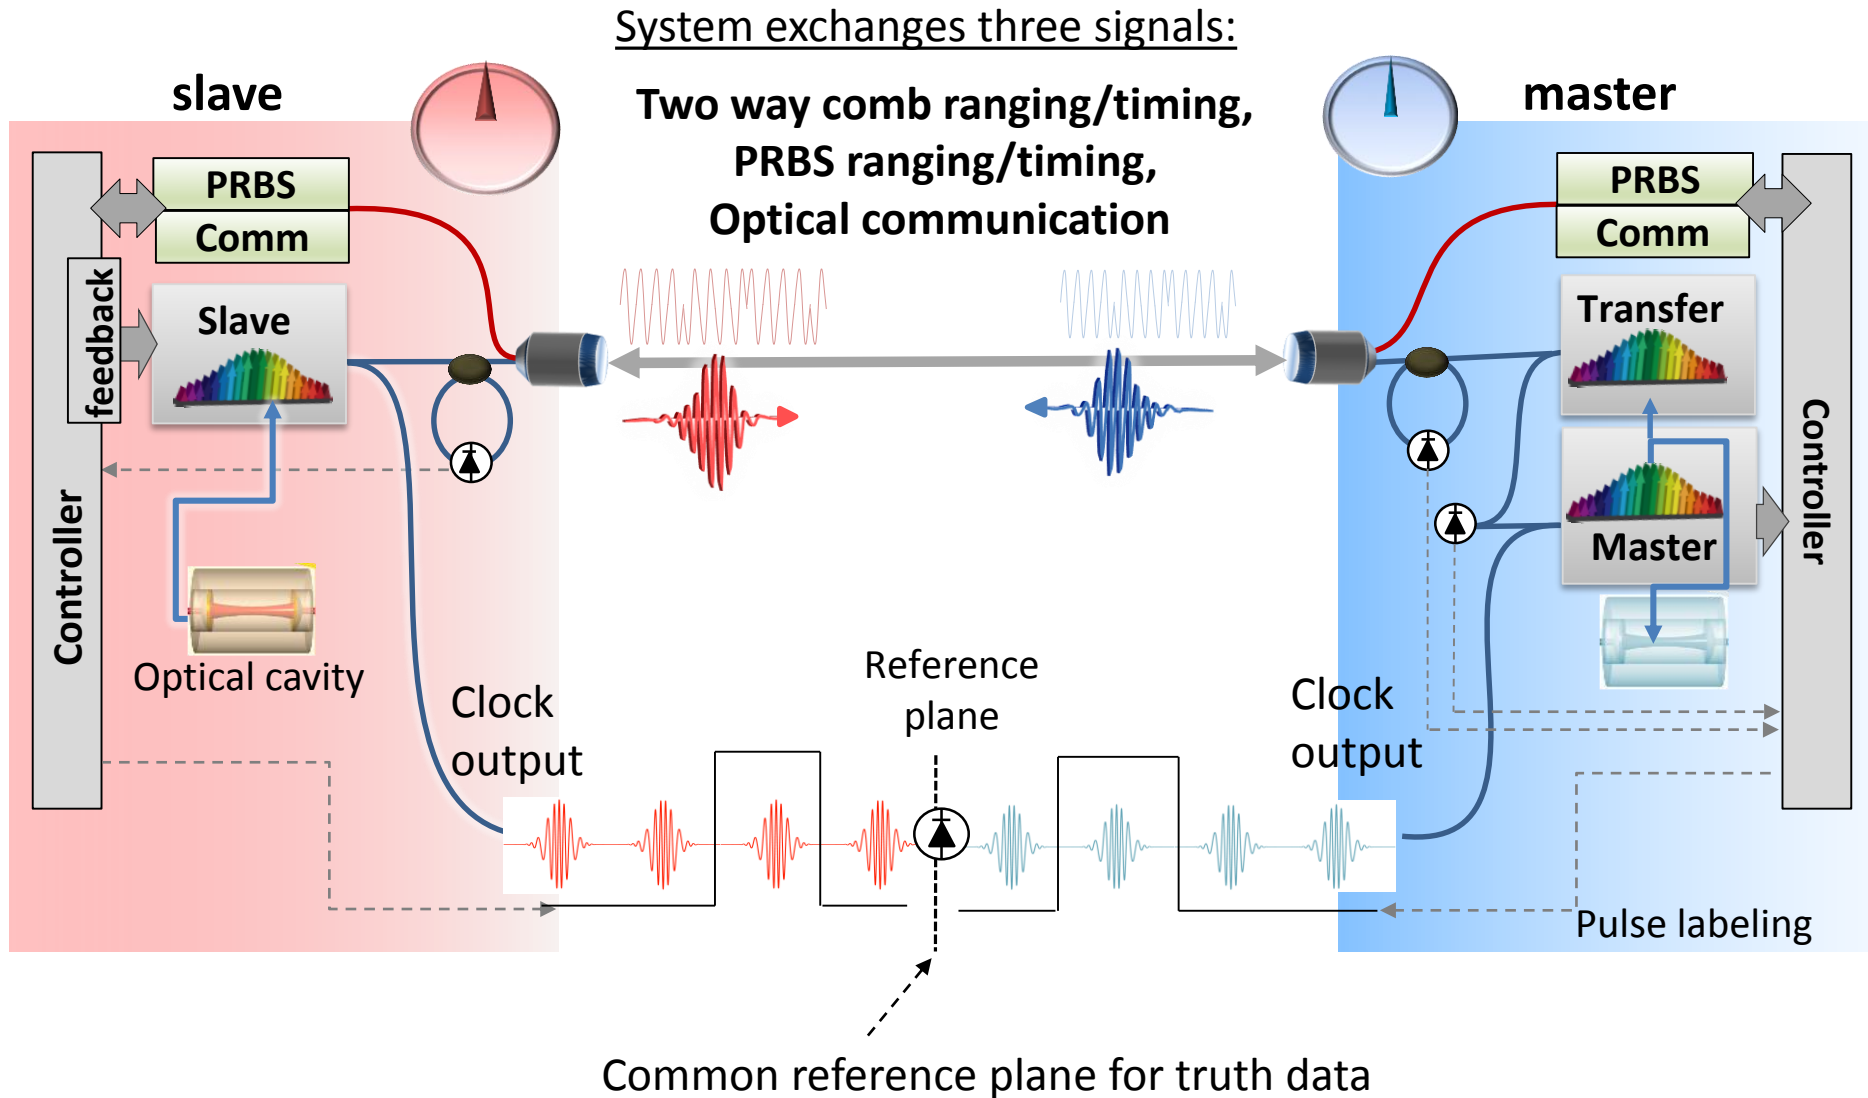 System exchanges three signals:
slave
Two way comb ranging/timing,
PRBS ranging/timing,
Optical communication
master
PRBS
Comm
feedback
Slave
Controller
Optical cavity
Clock
output
PRBS
Comm
Transfer
Master
Controller
Reference
plane
Clock
output
Pulse labeling
Common reference plane for truth data